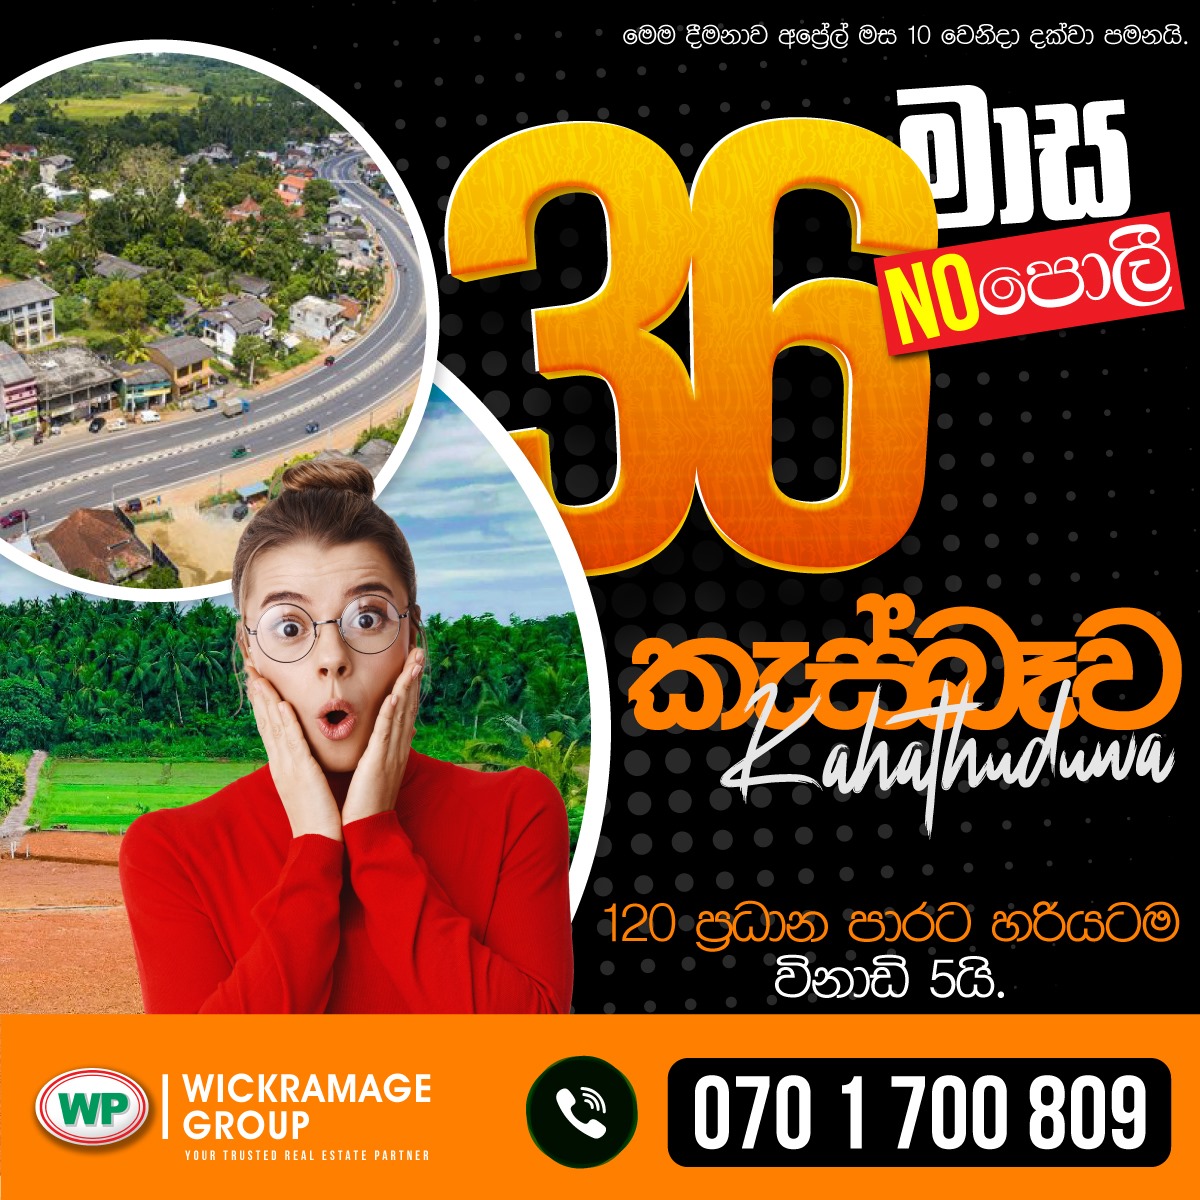 මෙම දීමනාව අප්‍රේල් මස 10 වෙනිදා දක්වා පමනයි.
36 මාස
NO පොලී
කැස්බෑව
Kahathuduwa
120 ප්‍රධාන පාරට හරියටම
විනාඩි 5යි.
WP
WICKRAMAGE
GROUP
YOUR TRUSTED REAL ESTATE PARTNER
070 1 700 809